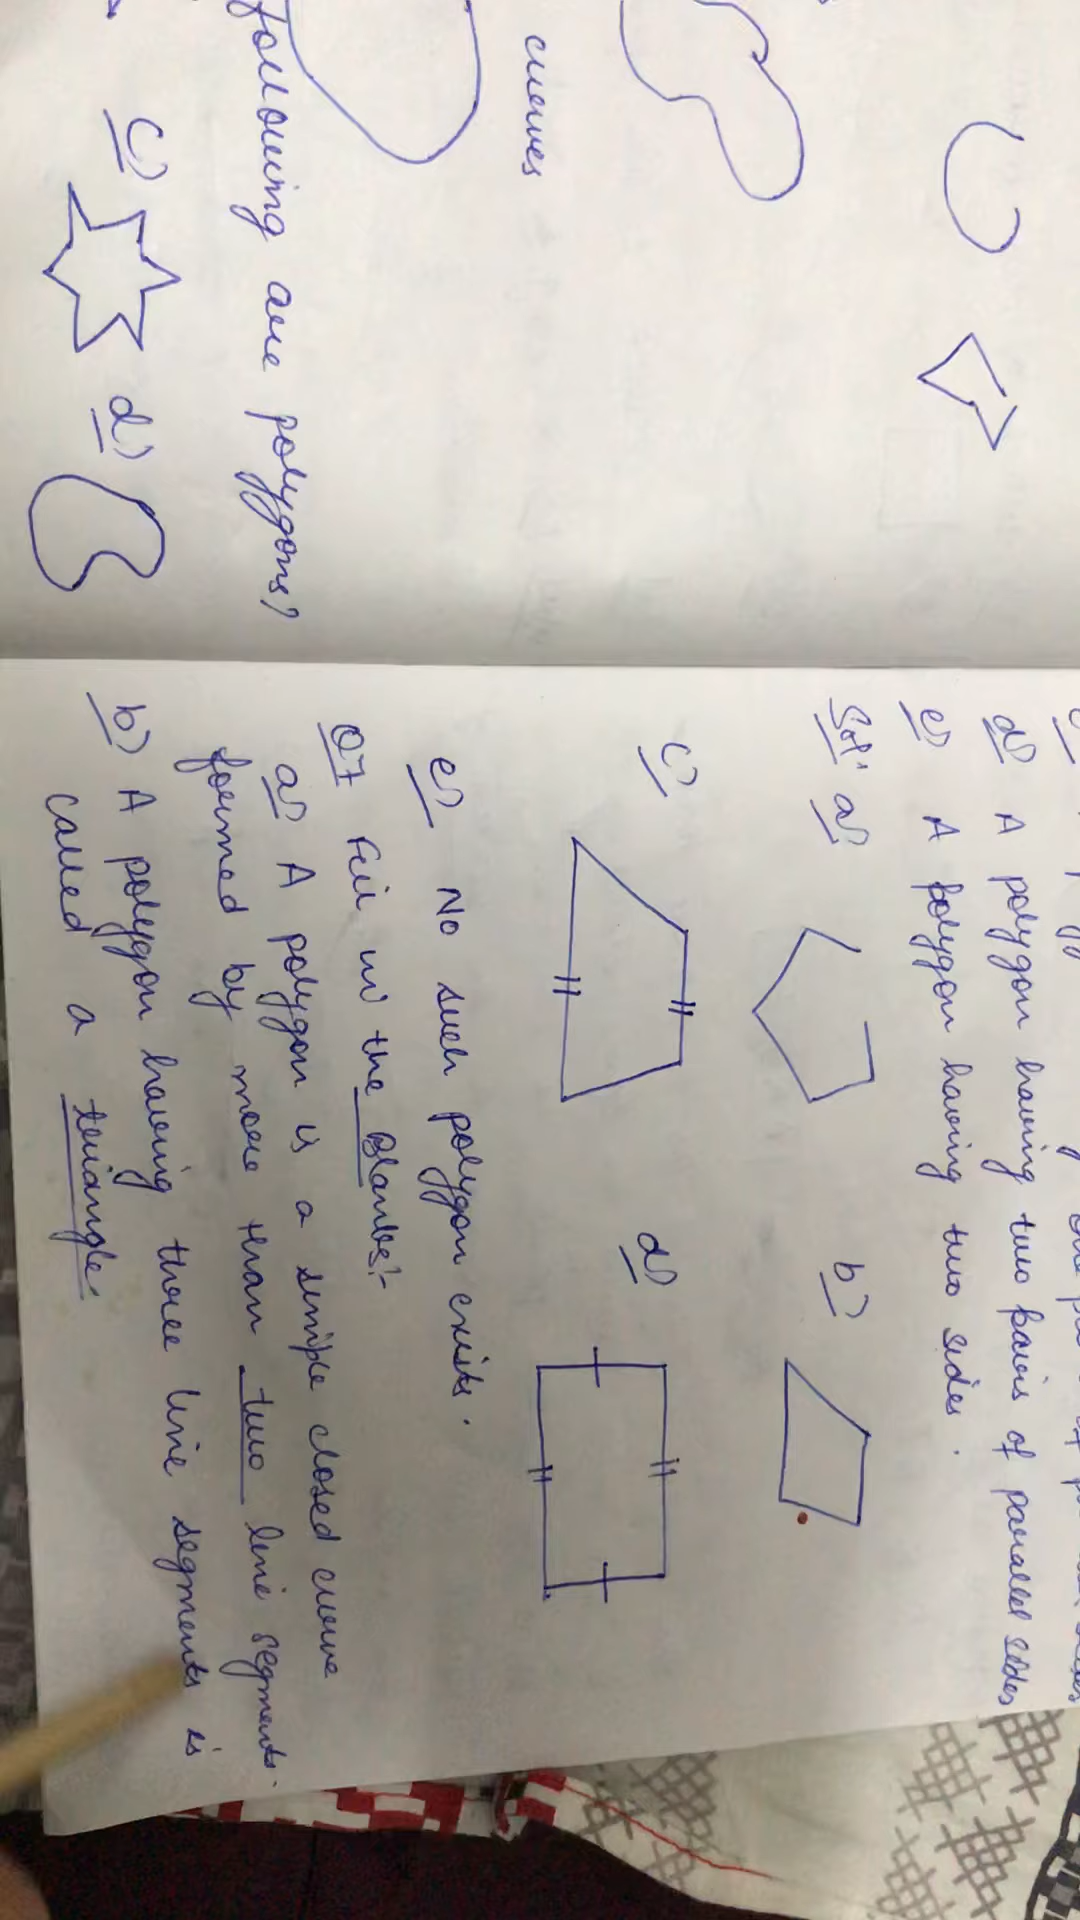 curves
following are polygons?
c) d)
d) A polygon having two pairs of parallel sides
e) A polygon having two sides.
Sol. a) b)
c) d)
e) No such polygon exists.
Q7 Fill in the Blanks:-
a) A polygon is a simple closed curve
formed by more than two line segments.
b) A polygon having three line segments is
called a triangle.